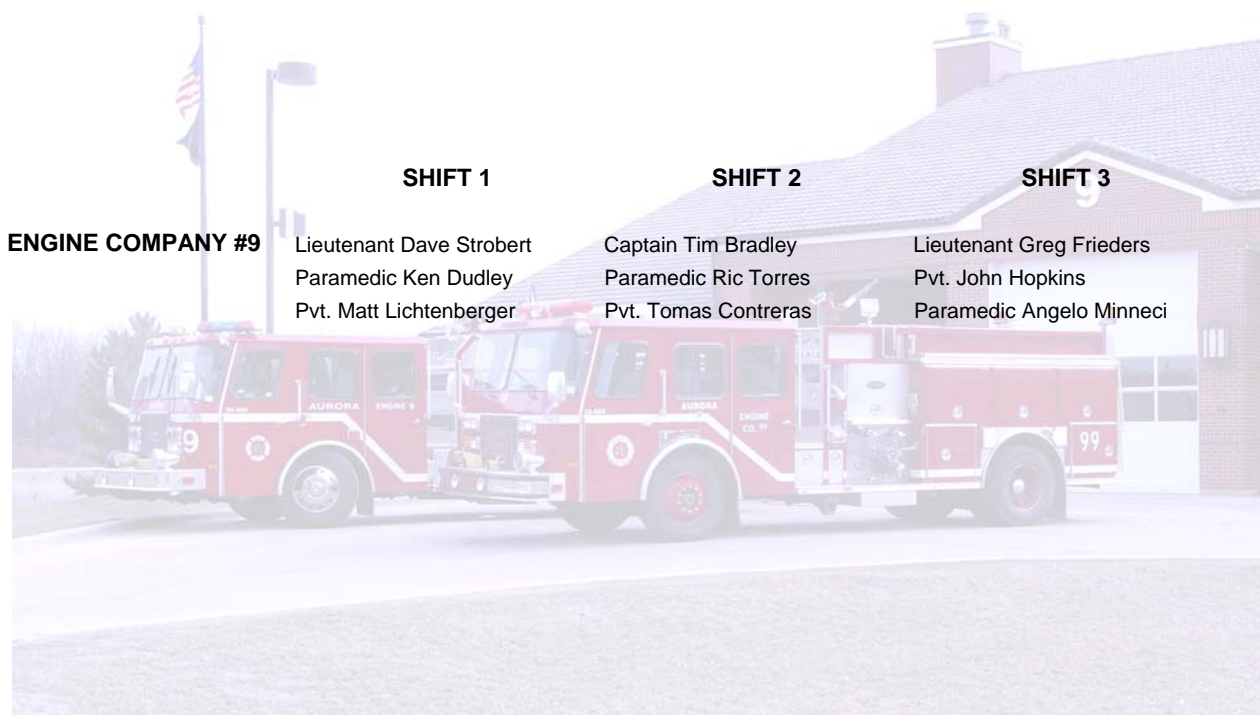 SHIFT 1 SHIFT 2 SHIFT 3
ENGINE COMPANY #9 Lieutenant Dave Strobert Captain Tim Bradley Lieutenant Greg Frieders
Paramedic Ken Dudley Paramedic Ric Torres Pvt. John Hopkins
Pvt. Matt Lichtenberger Pvt. Tomas Contreras Paramedic Angelo Minneci
9
AURORA ENGINE 9
9
AURORA
ENGINE
CO. 99
99